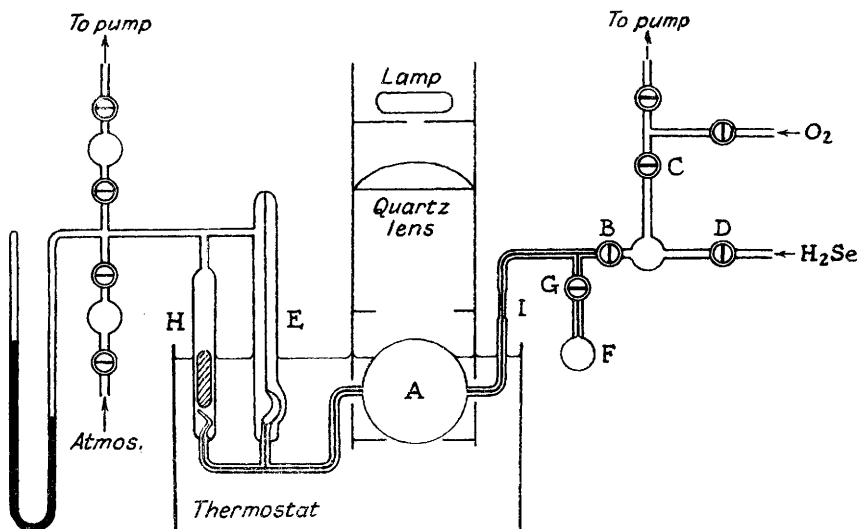 To pump
To pump
Lamp
O₂
C
Quartz
lens
B
D
H₂Se
G
H
E
I
F
A
Atmos.
Thermostat